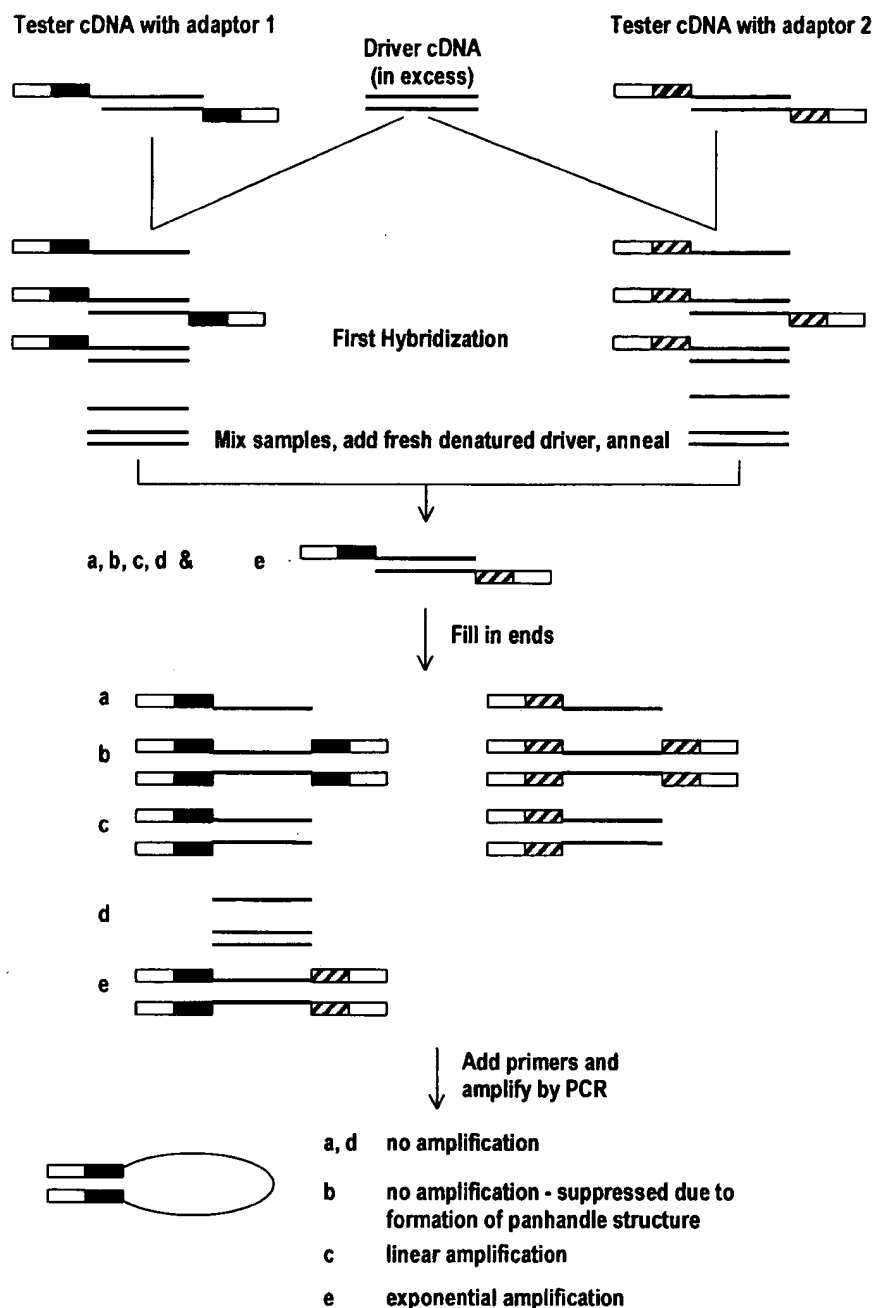 Tester cDNA with adaptor 1
Driver cDNA
(in excess)
Tester cDNA with adaptor 2
First Hybridization
Mix samples, add fresh denatured driver, anneal
a, b, c, d & e
Fill in ends
a
b
c
d
e
Add primers and
amplify by PCR
a, d no amplification
b no amplification - suppressed due to
formation of panhandle structure
c linear amplification
e exponential amplification